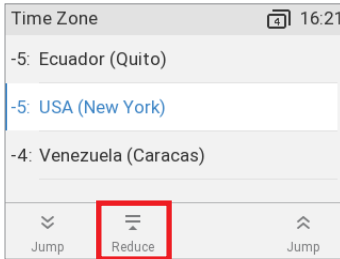 Time Zone 4 16:21
-5: Ecuador (Quito)
-5: USA (New York)
-4: Venezuela (Caracas)
Jump Reduce Jump